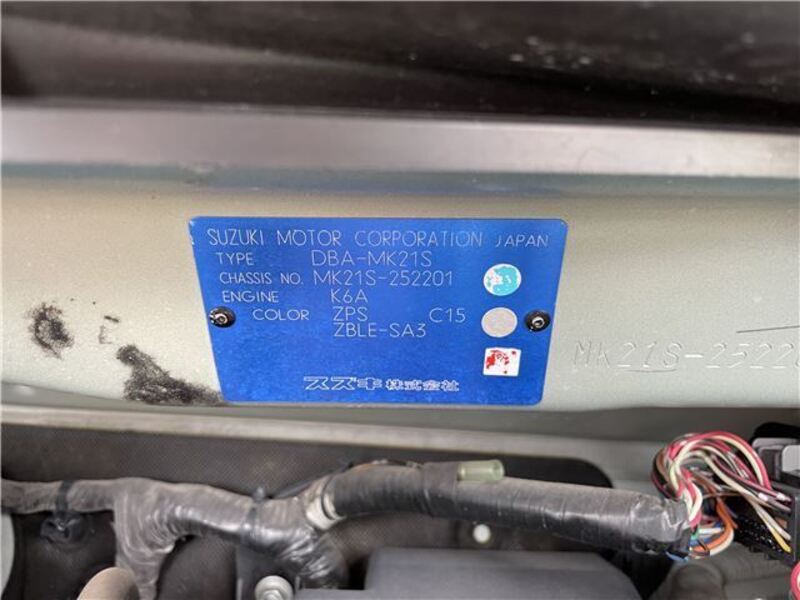 SUZUKI MOTOR CORPORATION JAPAN
TYPE DBA-MK21S
CHASSIS NO. MK21S-252201
ENGINE K6A
COLOR ZPS C15
ZBLE-SA3
スズキ株式会社
MK21S-25220